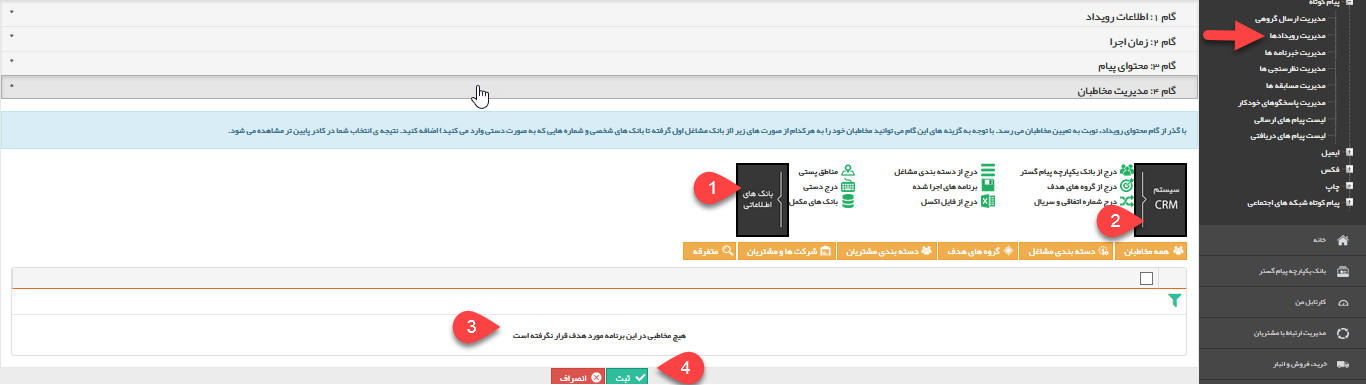 پیام کوتاه
مدیریت ارسال گروهی
مدیریت رویدادها
مدیریت خبرنامه ها
مدیریت نظرسنجی ها
مدیریت مسابقه ها
مدیریت پاسخگوهای خودکار
لیست پیام های ارسالی
لیست پیام های دریافتی
ایمیل
فکس
چاپ
پیام کوتاه شبکه های اجتماعی
خانه
بانک یکپارچه پیام گستر
کارتابل من
مدیریت ارتباط با مشتریان
خرید، فروش و انبار
گام ۱: اطلاعات رویداد
گام ۲: زمان اجرا
گام ۳: محتوای پیام
گام ۴: مدیریت مخاطبان
با گذر از گام محتوای رویداد، نوبت به تعیین مخاطبان می رسد. با توجه به گزینه های این گام می توانید مخاطبان خود را به هرکدام از صورت های زیر (از بانک مشاغل اول گرفته تا بانک های شخصی و شماره هایی که به صورت دستی وارد می کنید) اضافه کنید. نتیجه ی انتخاب شما در کادر پایین تر مشاهده می شود.
سیستم
CRM
2
درج از بانک یکپارچه پیام گستر
درج از گروه های هدف
درج شماره اتفاقی و سریال
درج از دسته بندی مشاغل
برنامه های اجرا شده
درج از فایل اکسل
مناطق پستی
درج دستی
بانک های مکمل
بانک های
اطلاعاتی
1
همه مخاطبان
دسته بندی مشاغل
گروه های هدف
دسته بندی مشتریان
شرکت ها و مشتریان
متفرقه
هیچ مخاطبی در این برنامه مورد هدف قرار نگرفته است
3
ثبت
انصراف
4